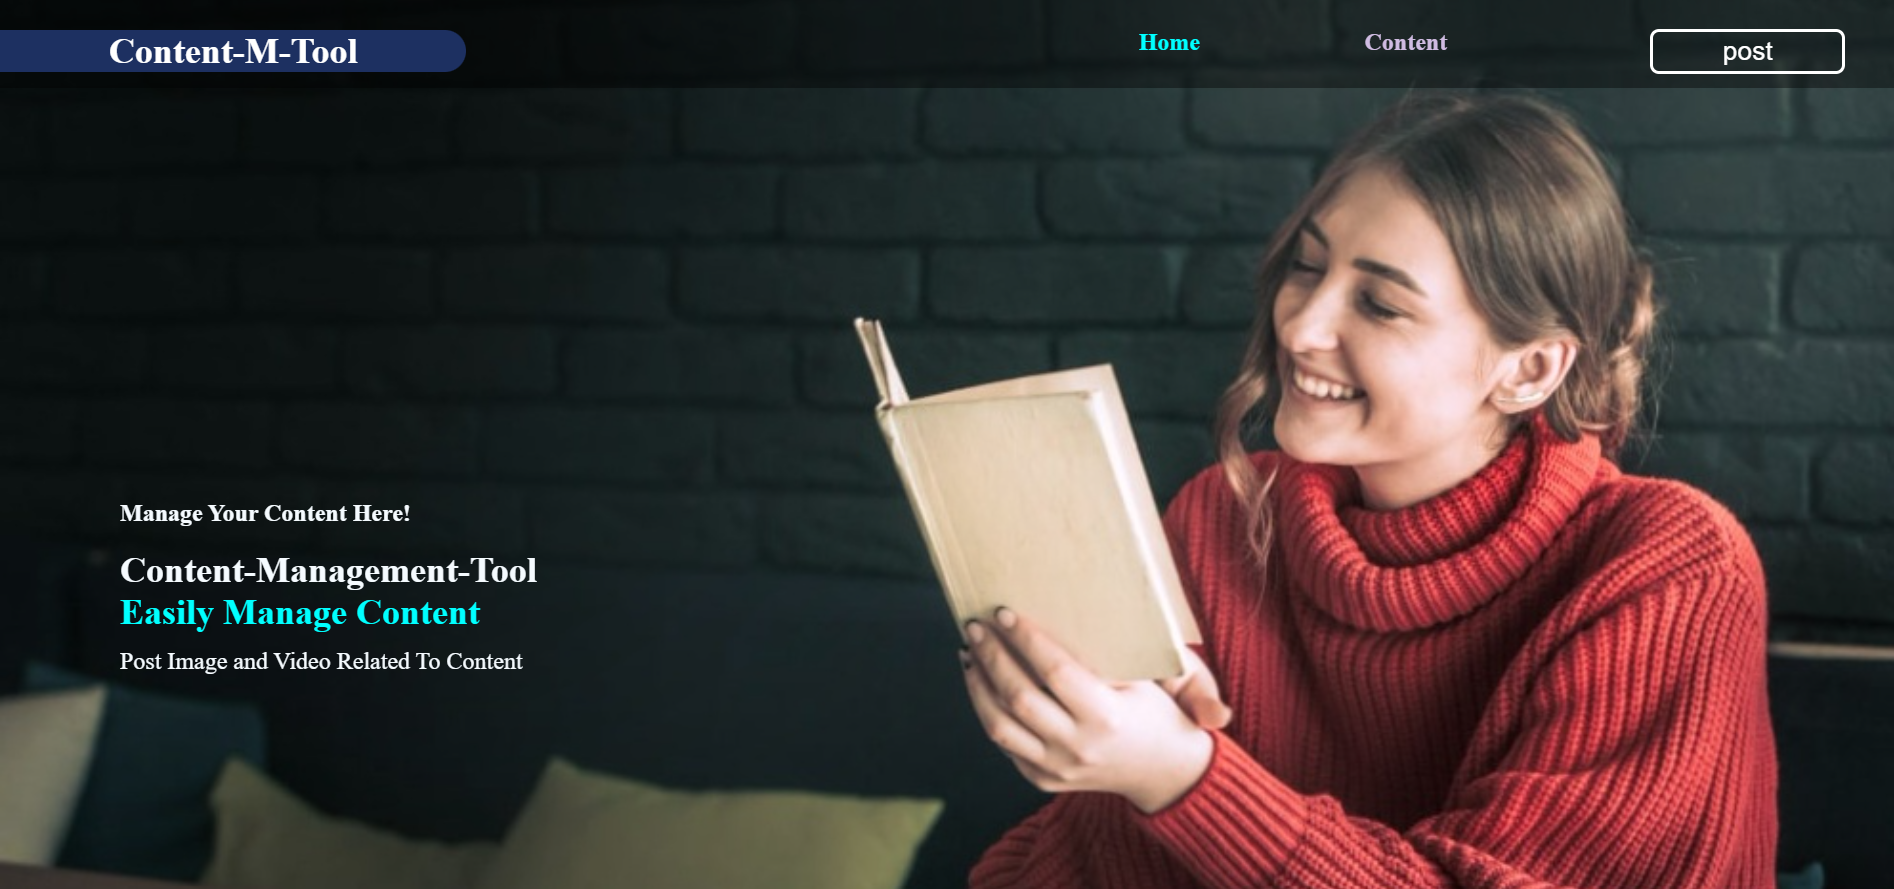 Content-M-Tool
Home
Content
post
Manage Your Content Here!
Content-Management-Tool
Easily Manage Content
Post Image and Video Related To Content